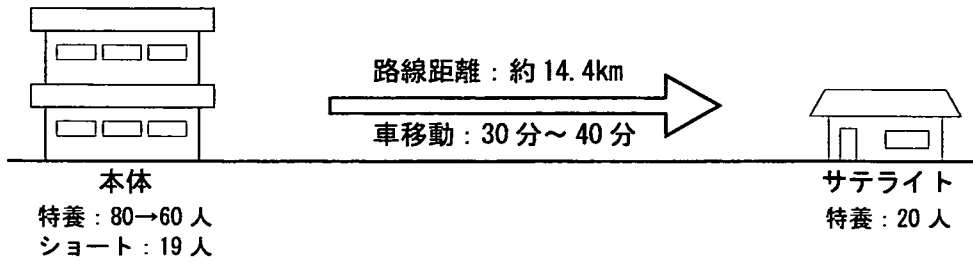 路線距離：約 14.4km
車移動：30 分～ 40 分
本体
特養：80→60 人
ショート：19 人
サテライト
特養：20 人